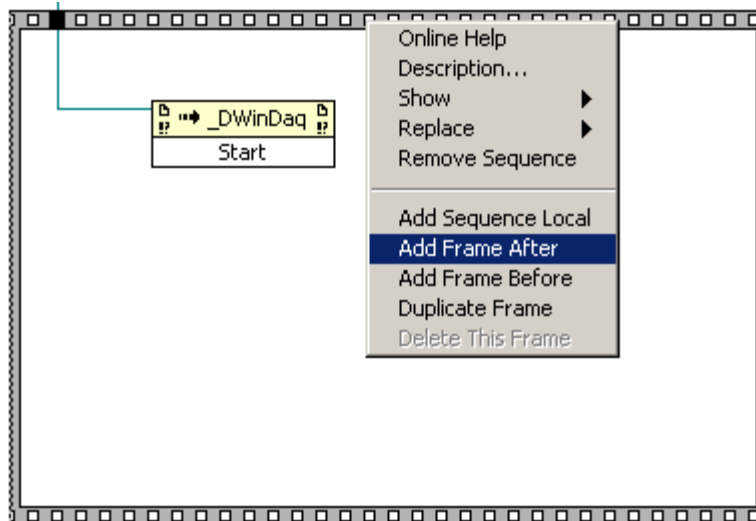 Online Help
Description...
Show
Replace
Remove Sequence
Add Sequence Local
Add Frame After
Add Frame Before
Duplicate Frame
Delete This Frame
_DWinDaq
Start